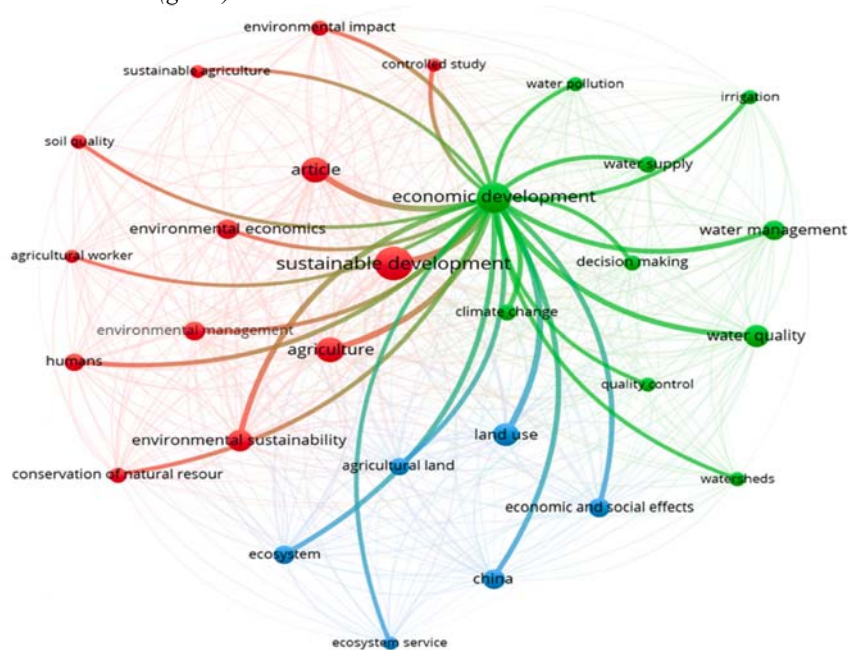 environmental impact
controlled study
sustainable agriculture
water pollution
irrigation
soil quality
article
water supply
economic development
environmental economics
water management
agricultural worker
sustainable development
decision making
climate change
environmental management
agriculture
water quality
humans
quality control
land use
environmental sustainability
agricultural land
conservation of natural resour
watersheds
economic and social effects
ecosystem
china
ecosystem service